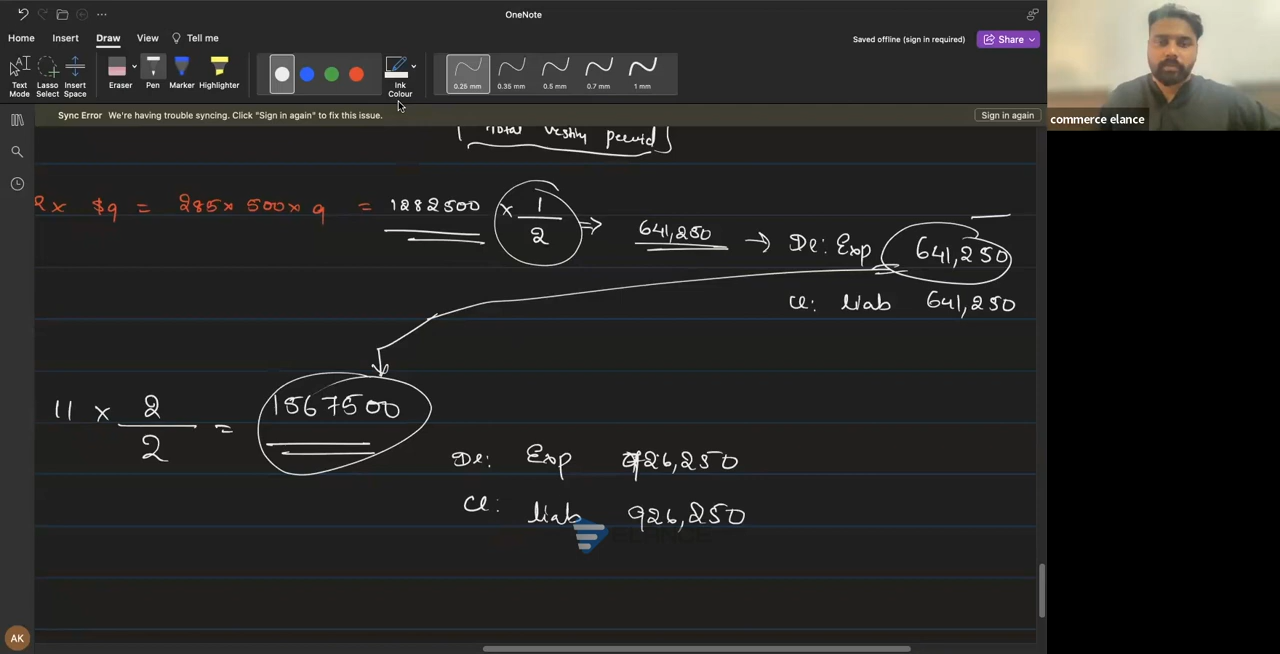 OneNote
Home Insert Draw View Tell me
Saved offline (sign in required) Share
Text Mode Lasso Select Insert Space Eraser Pen Marker Highlighter Ink Colour 0.25 mm 0.35 mm 0.5 mm 0.7 mm 1 mm
commerce elance
Sync Error We're having trouble syncing. Click "Sign in again" to fix this issue. Sign in again
Total vesting period
2 x $9 = 285 x 500 x 9 = 1282500 x 1/2 ⇒ 641,250 → De: Exp 641,250
Cr: liab 641,250
11 x 2/2 = 1567500
De: Exp 926,250
Cr: liab 926,250
ELANCE
AK